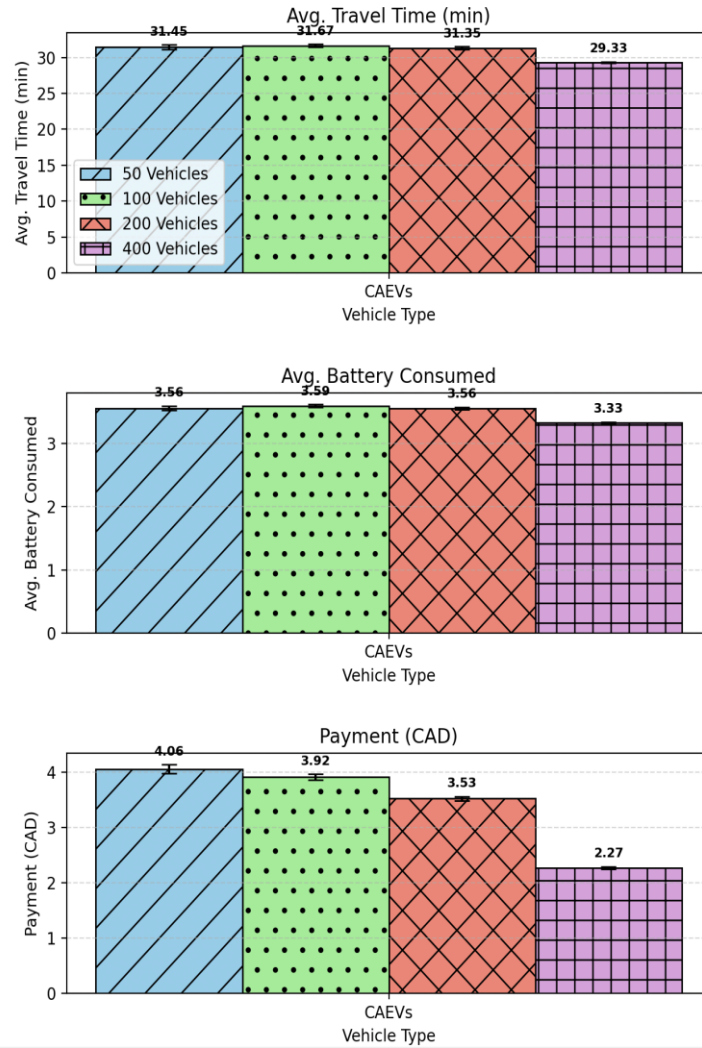 Avg. Travel Time (min)
31.45
31.67
31.35
29.33
Avg. Travel Time (min)
30
25
20
15
10
5
0
50 Vehicles
100 Vehicles
200 Vehicles
400 Vehicles
CAEVs
Vehicle Type
Avg. Battery Consumed
3.56
3.59
3.56
3.33
Avg. Battery Consumed
3
2
1
0
CAEVs
Vehicle Type
Payment (CAD)
4.06
3.92
3.53
2.27
Payment (CAD)
4
3
2
1
0
CAEVs
Vehicle Type